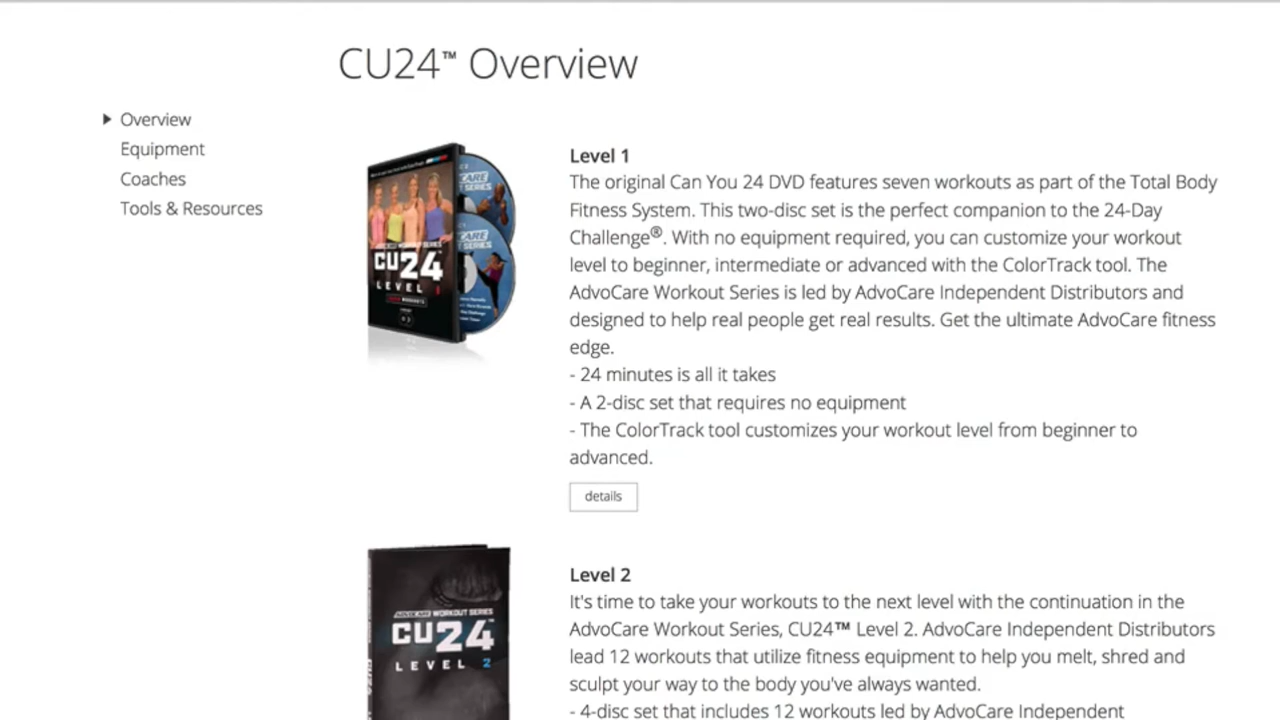 CU24™ Overview
Overview
Equipment
Coaches
Tools & Resources
CU24
LEVEL 1
Level 1
The original Can You 24 DVD features seven workouts as part of the Total Body
Fitness System. This two-disc set is the perfect companion to the 24-Day
Challenge®. With no equipment required, you can customize your workout
level to beginner, intermediate or advanced with the ColorTrack tool. The
AdvoCare Workout Series is led by AdvoCare Independent Distributors and
designed to help real people get real results. Get the ultimate AdvoCare fitness
edge.
- 24 minutes is all it takes
- A 2-disc set that requires no equipment
- The ColorTrack tool customizes your workout level from beginner to
advanced.
details
ADVOCARE WORKOUT SERIES
CU24™
LEVEL 2
Level 2
It's time to take your workouts to the next level with the continuation in the
AdvoCare Workout Series, CU24™ Level 2. AdvoCare Independent Distributors
lead 12 workouts that utilize fitness equipment to help you melt, shred and
sculpt your way to the body you've always wanted.
- 4-disc set that includes 12 workouts led by AdvoCare Independent